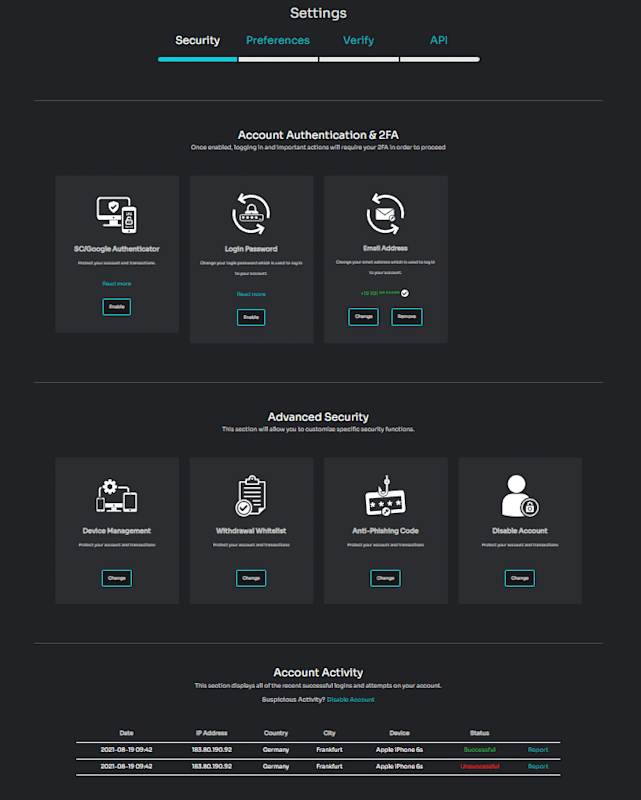 Settings
Security Preferences Verify API
Account Authentication & 2FA
Once enabled, logging in and important actions will require your 2FA in order to proceed
SC/Google Authenticator
Protect your account and transactions.
Read more
Enable
Login Password
Change your login password which is used to log in
to your account.
Read more
Enable
Email Address
Change your email address which is used to log in
to your account.
Change Remove
Advanced Security
This section will allow you to customize specific security functions.
Device Management
Protect your account and transactions
Change
Withdrawal Whitelist
Protect your account and transactions
Change
Anti-Phishing Code
Protect your account and transactions
Change
Disable Account
Protect your account and transactions
Change
Account Activity
This section displays all of the recent successful logins and attempts on your account.
Suspicious Activity? Disable Account
Date IP Address Country City Device Status
2021-08-19 09:42 183.80.190.92 Germany Frankfurt Apple IPhone 6s Successful Report
2021-08-19 09:42 183.80.190.92 Germany Frankfurt Apple IPhone 6s Unsuccessful Report